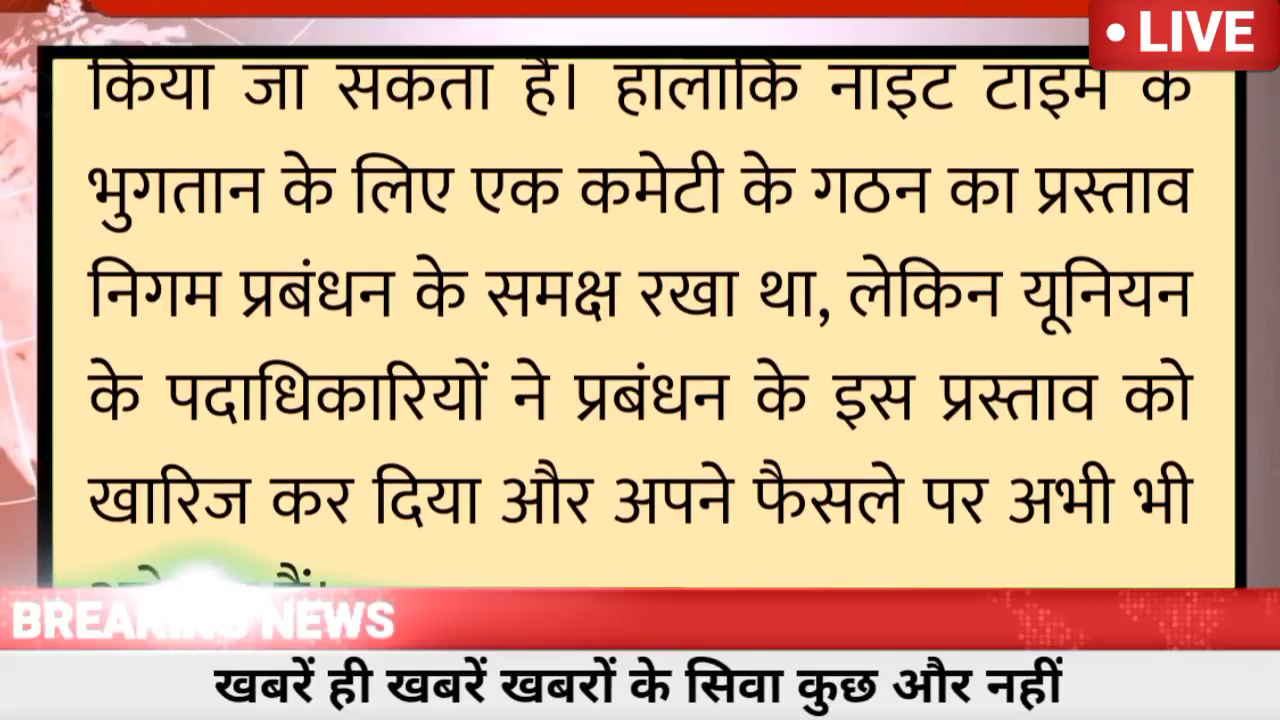 LIVE
किया जा सकता है। हालांकि नाइट टाइम के
भुगतान के लिए एक कमेटी के गठन का प्रस्ताव
निगम प्रबंधन के समक्ष रखा था, लेकिन यूनियन
के पदाधिकारियों ने प्रबंधन के इस प्रस्ताव को
खारिज कर दिया और अपने फैसले पर अभी भी
हैं।
BREAKING NEWS
खबरें ही खबरें खबरों के सिवा कुछ और नहीं